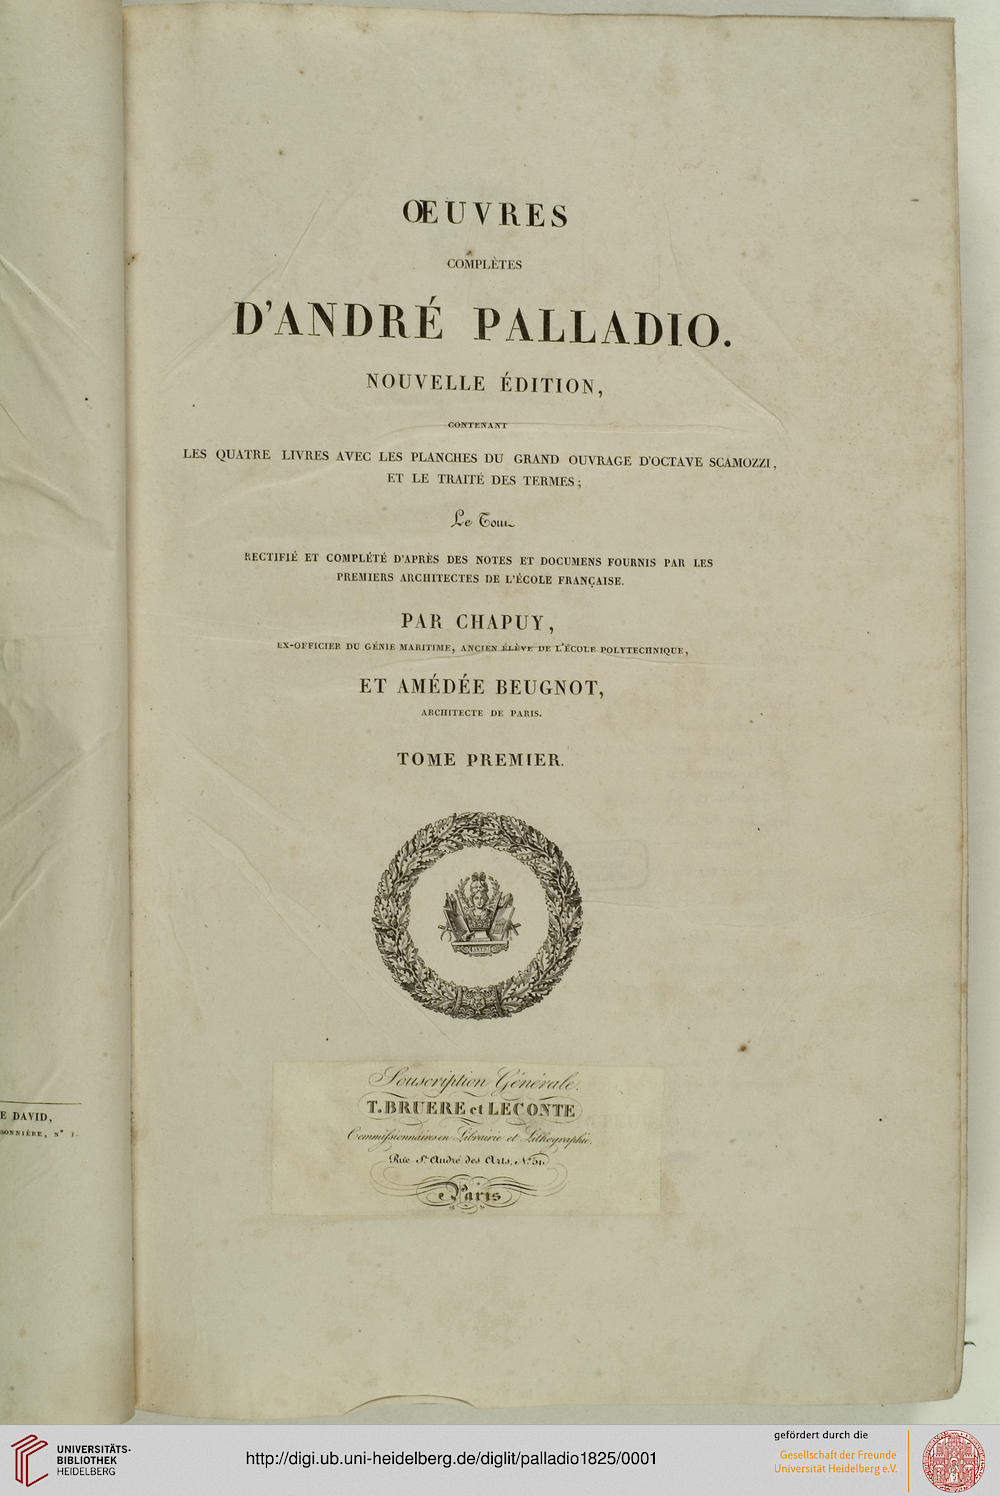 ŒUVRES
COMPLÈTES
D'ANDRÉ PALLADIO.
NOUVELLE ÉDITION,
CONTENANT
LES QUATRE LIVRES AVEC LES PLANCHES DU GRAND OUVRAGE D'OCTAVE SCAMOZZI,
ET LE TRAITÉ DES TERMES;
Le Tout
RECTIFIÉ ET COMPLÉTÉ D'APRÈS DES NOTES ET DOCUMENS FOURNIS PAR LES
PREMIERS ARCHITECTES DE L'ÉCOLE FRANÇAISE.
PAR CHAPUY,
EX-OFFICIER DU GÉNIE MARITIME, ANCIEN ÉLÈVE DE L'ÉCOLE POLYTECHNIQUE,
ET AMÉDÉE BEUGNOT,
ARCHITECTE DE PARIS.
TOME PREMIER.
Souscription Générale.
T. BRUERE et LECONTE
Commissionnaires en Librairie et Lithographie.
Rue St. André des Arts, No. 51.
Paris
E DAVID,
SONNIÈRE, N° 1.
UNIVERSITÄTS-
BIBLIOTHEK
HEIDELBERG
http://digi.ub.uni-heidelberg.de/diglit/palladio1825/0001
gefördert durch die
Gesellschaft der Freunde
Universität Heidelberg e.V.